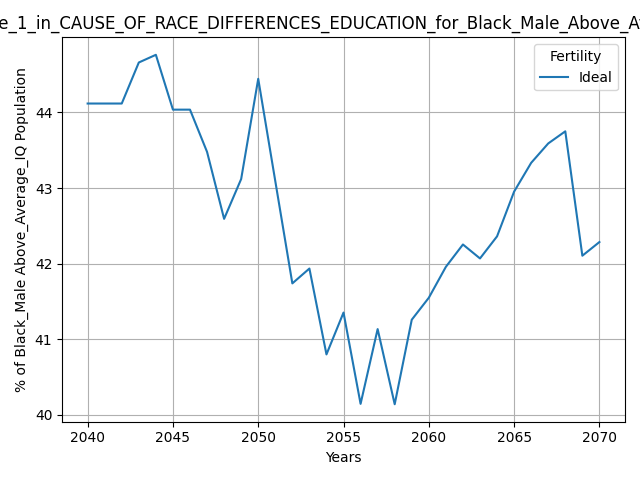 e_1_in_CAUSE_OF_RACE_DIFFERENCES_EDUCATION_for_Black_Male_Above_A
Fertility
Ideal
% of Black_Male Above_Average_IQ Population
44
43
42
41
40
2040 2045 2050 2055 2060 2065 2070
Years